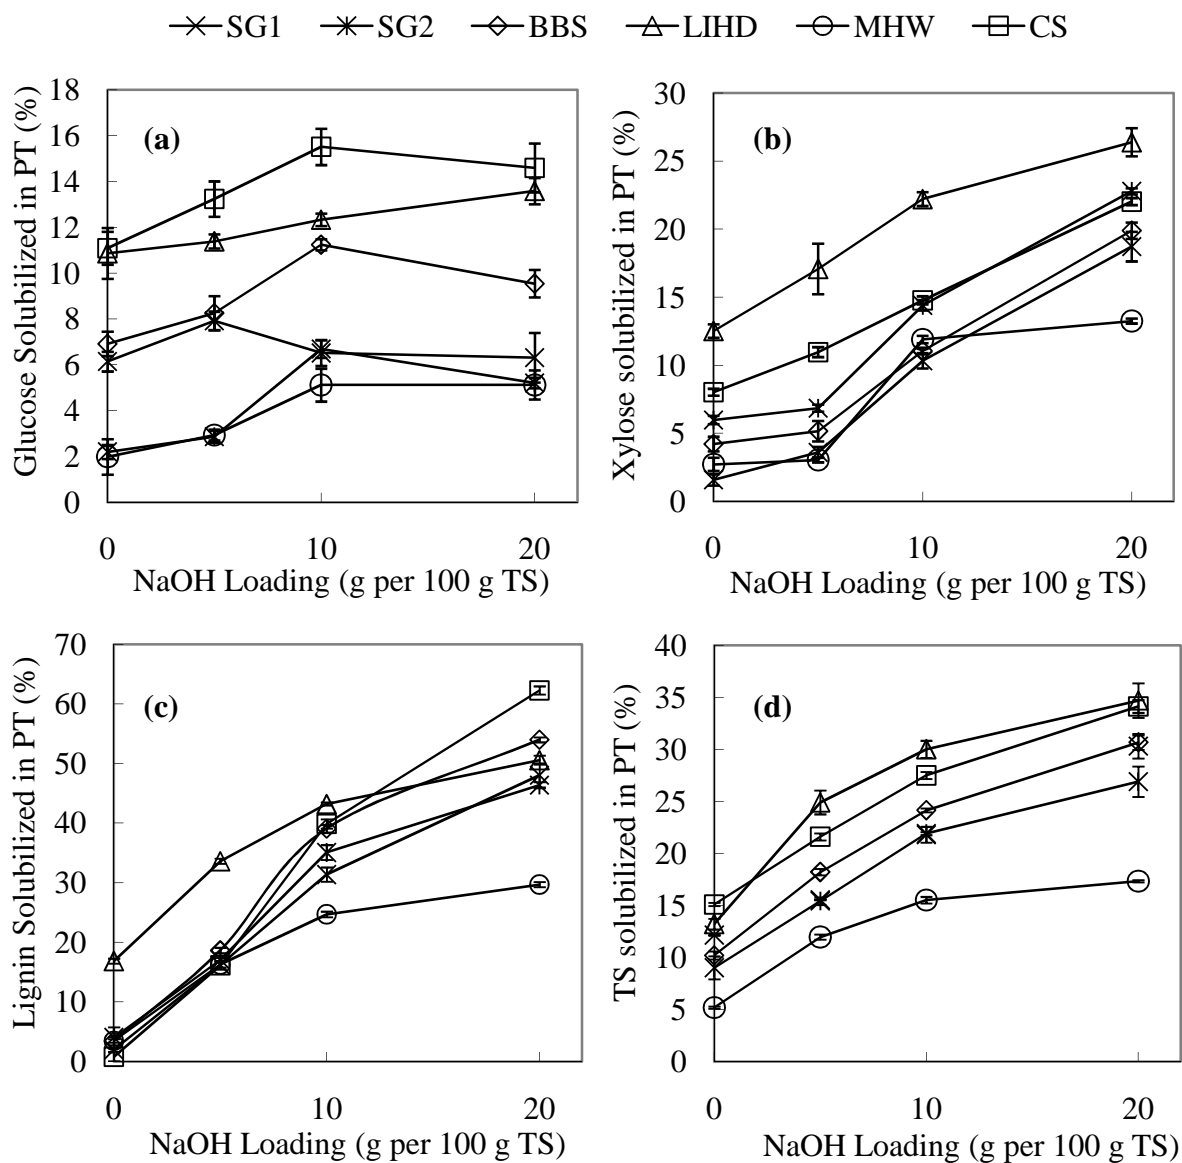 SG1 SG2 BBS LIHD MHW CS
Glucose Solubilized in PT (%)
18
16
14
12
10
8
6
4
2
0
(a)
0 10 20
NaOH Loading (g per 100 g TS)
Xylose solubilized in PT (%)
30
25
20
15
10
5
0
(b)
0 10 20
NaOH Loading (g per 100 g TS)
Lignin Solubilized in PT (%)
70
60
50
40
30
20
10
0
(c)
0 10 20
NaOH Loading (g per 100 g TS)
TS solubilized in PT (%)
40
35
30
25
20
15
10
5
0
(d)
0 10 20
NaOH Loading (g per 100 g TS)